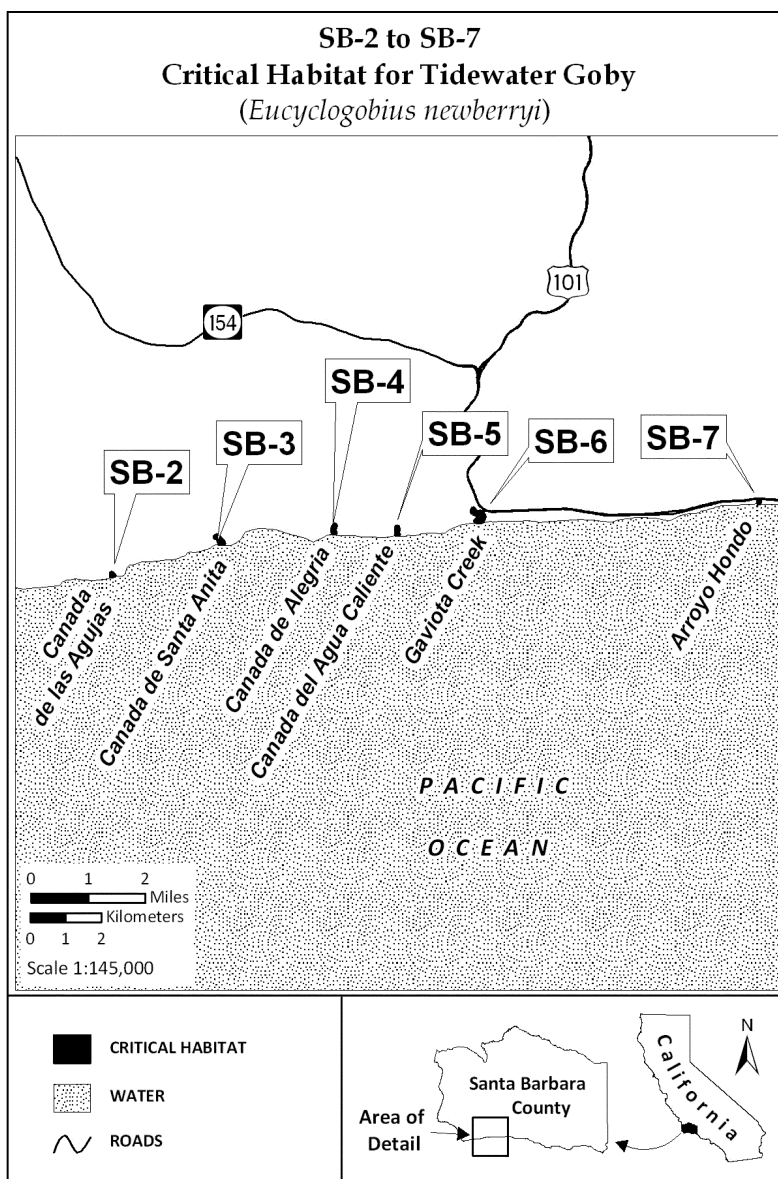 SB-2 to SB-7
Critical Habitat for Tidewater Goby
(Eucyclogobius newberryi)
101
154
SB-4
SB-5
SB-6
SB-7
SB-3
SB-2
Canada
de las Agujas
Canada de Santa Anita
Canada de Alegria
Canada del Agua Caliente
Gaviota Creek
Arroyo Hondo
PACIFIC
OCEAN
0 1 2
Miles
Kilometers
0 1 2
Scale 1:145,000
CRITICAL HABITAT
WATER
ROADS
Santa Barbara
County
Area of
Detail
California
N